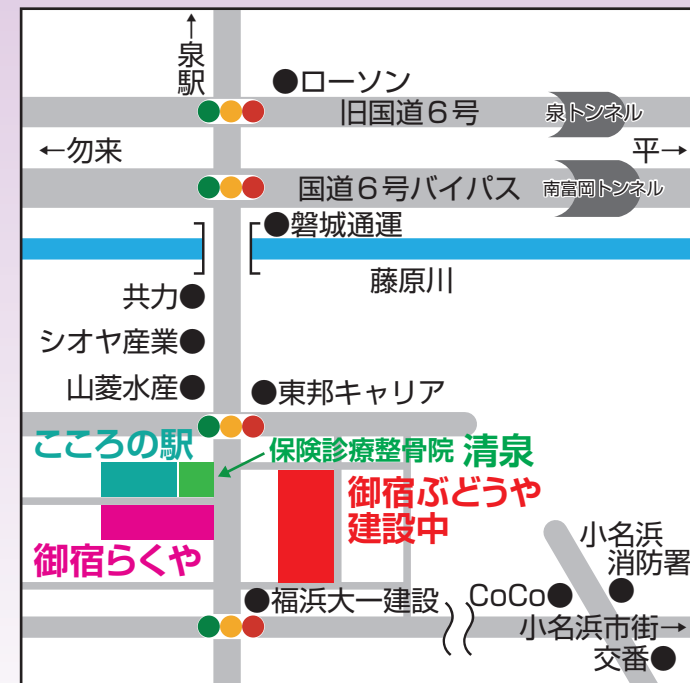 ↑
泉駅
●ローソン
旧国道6号
泉トンネル
←勿来
平→
国道6号バイパス
南富岡トンネル
●磐城通運
藤原川
共力●
シオヤ産業●
山菱水産●
●東邦キャリア
こころの駅
保険診療整骨院 清泉
御宿ぶどうや
建設中
御宿らくや
小名浜
消防署
●福浜大一建設
CoCo●
小名浜市街→
交番●